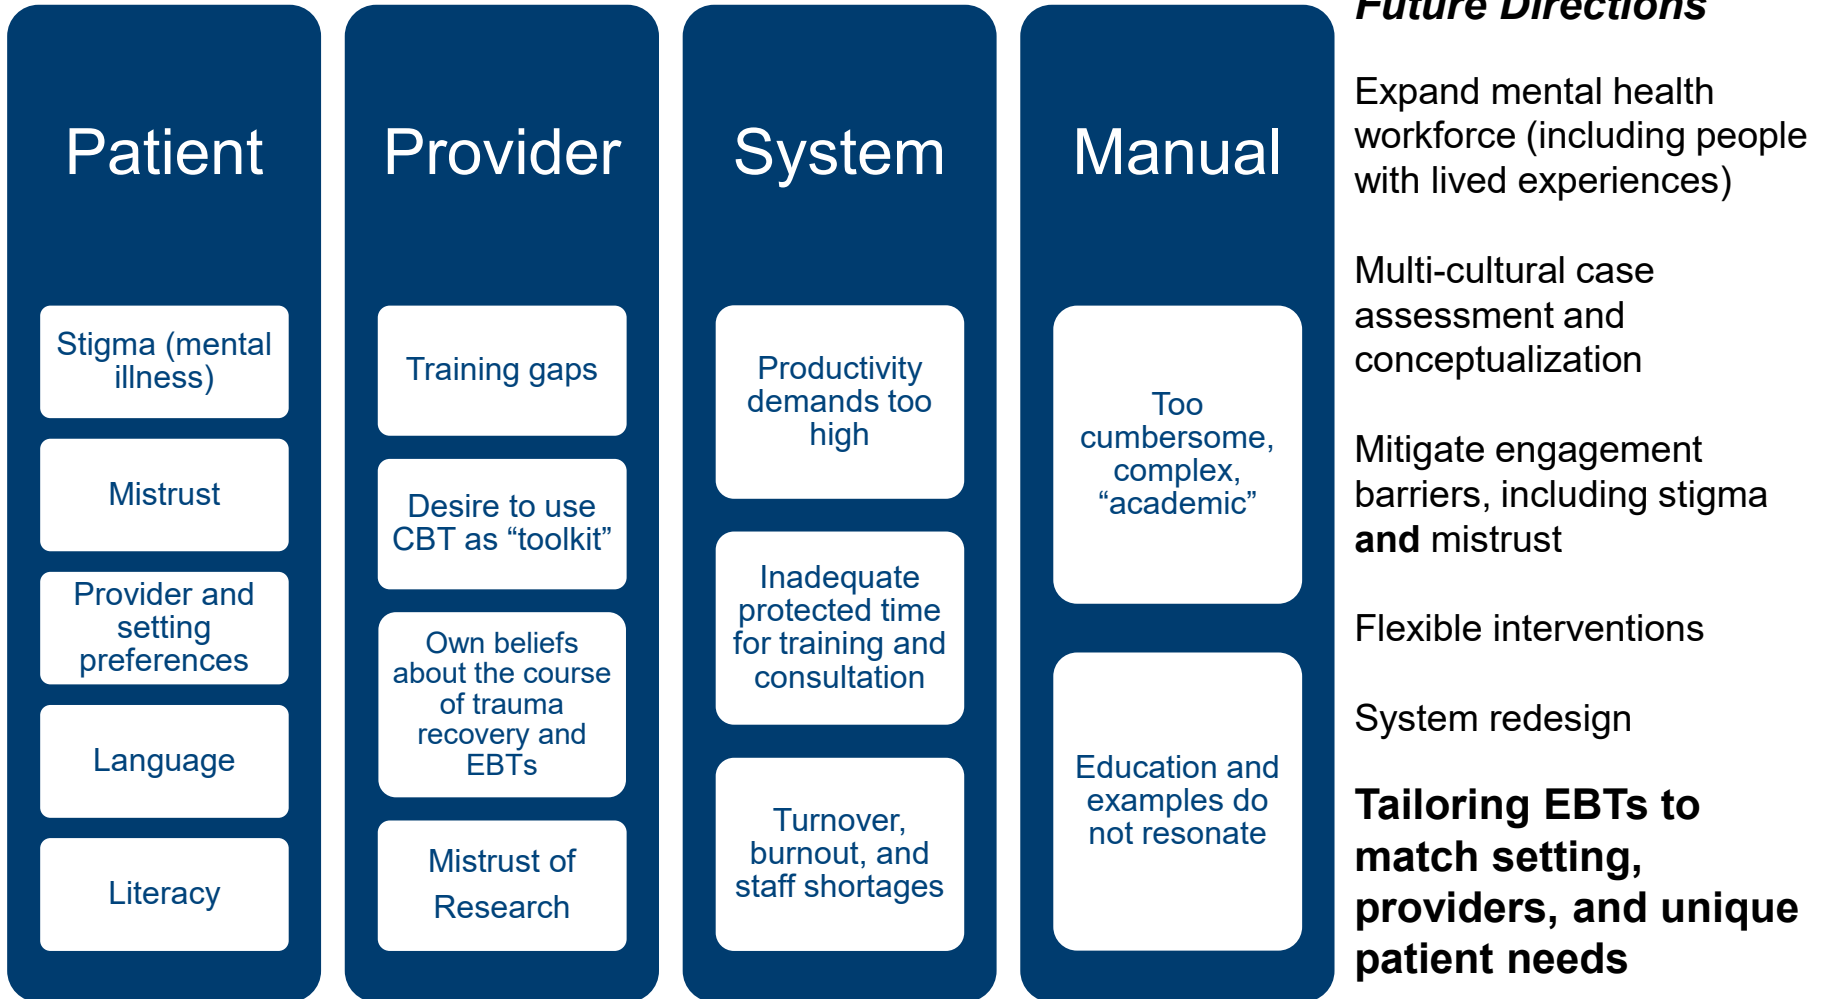 Patient
Stigma (mental
illness)
Mistrust
Provider and
setting
preferences
Language
Literacy
Provider
Training gaps
Desire to use
CBT as “toolkit”
Own beliefs
about the course
of trauma
recovery and
EBTs
Mistrust of
Research
System
Productivity
demands too
high
Inadequate
protected time
for training and
consultation
Turnover,
burnout, and
staff shortages
Manual
Too
cumbersome,
complex,
“academic”
Education and
examples do
not resonate
Future Directions
Expand mental health
workforce (including people
with lived experiences)
Multi-cultural case
assessment and
conceptualization
Mitigate engagement
barriers, including stigma
and mistrust
Flexible interventions
System redesign
Tailoring EBTs to
match setting,
providers, and unique
patient needs